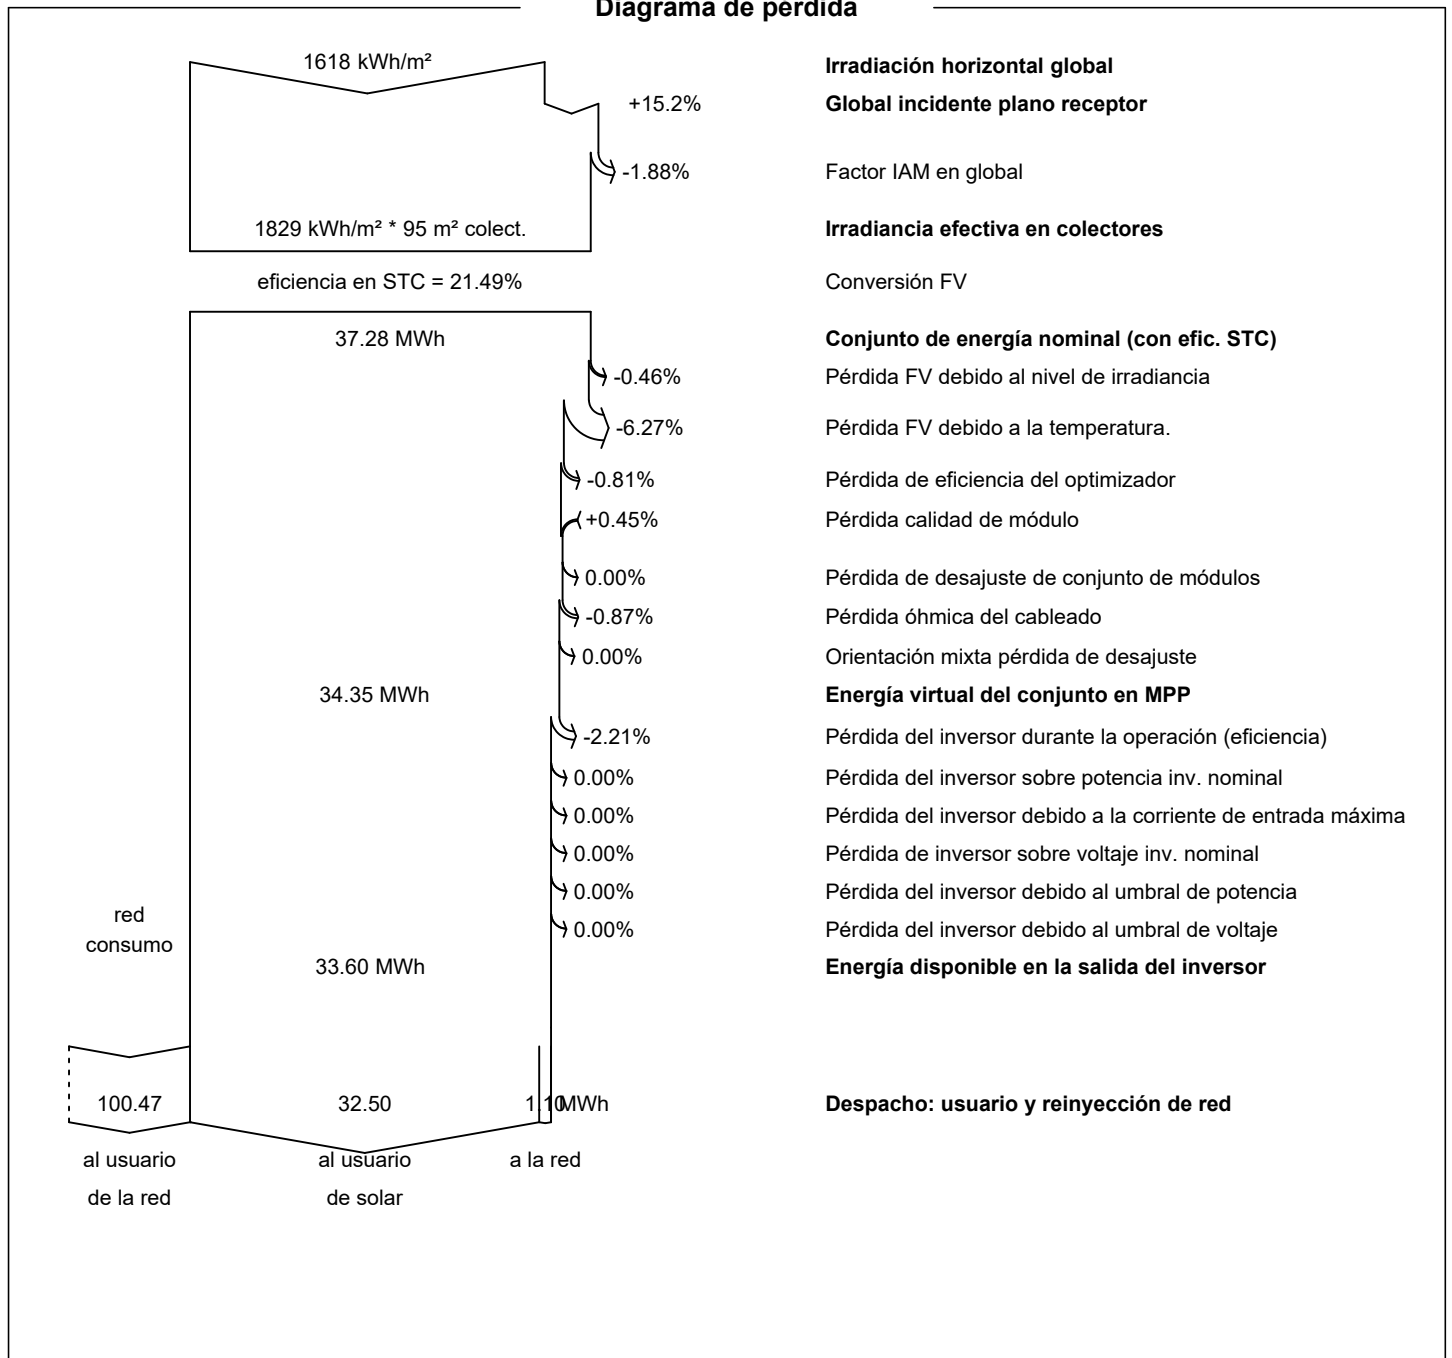 Diagrama de pérdida
1618 kWh/m²
Irradiación horizontal global
+15.2%
Global incidente plano receptor
-1.88%
Factor IAM en global
1829 kWh/m² * 95 m² colect.
Irradiancia efectiva en colectores
eficiencia en STC = 21.49%
Conversión FV
37.28 MWh
Conjunto de energía nominal (con efic. STC)
-0.46%
Pérdida FV debido al nivel de irradiancia
-6.27%
Pérdida FV debido a la temperatura.
-0.81%
Pérdida de eficiencia del optimizador
+0.45%
Pérdida calidad de módulo
0.00%
Pérdida de desajuste de conjunto de módulos
-0.87%
Pérdida óhmica del cableado
0.00%
Orientación mixta pérdida de desajuste
34.35 MWh
Energía virtual del conjunto en MPP
-2.21%
Pérdida del inversor durante la operación (eficiencia)
0.00%
Pérdida del inversor sobre potencia inv. nominal
0.00%
Pérdida del inversor debido a la corriente de entrada máxima
0.00%
Pérdida de inversor sobre voltaje inv. nominal
0.00%
Pérdida del inversor debido al umbral de potencia
0.00%
Pérdida del inversor debido al umbral de voltaje
red
consumo
33.60 MWh
Energía disponible en la salida del inversor
100.47
32.50
1.10 MWh
Despacho: usuario y reinyección de red
al usuario
de la red
al usuario
de solar
a la red